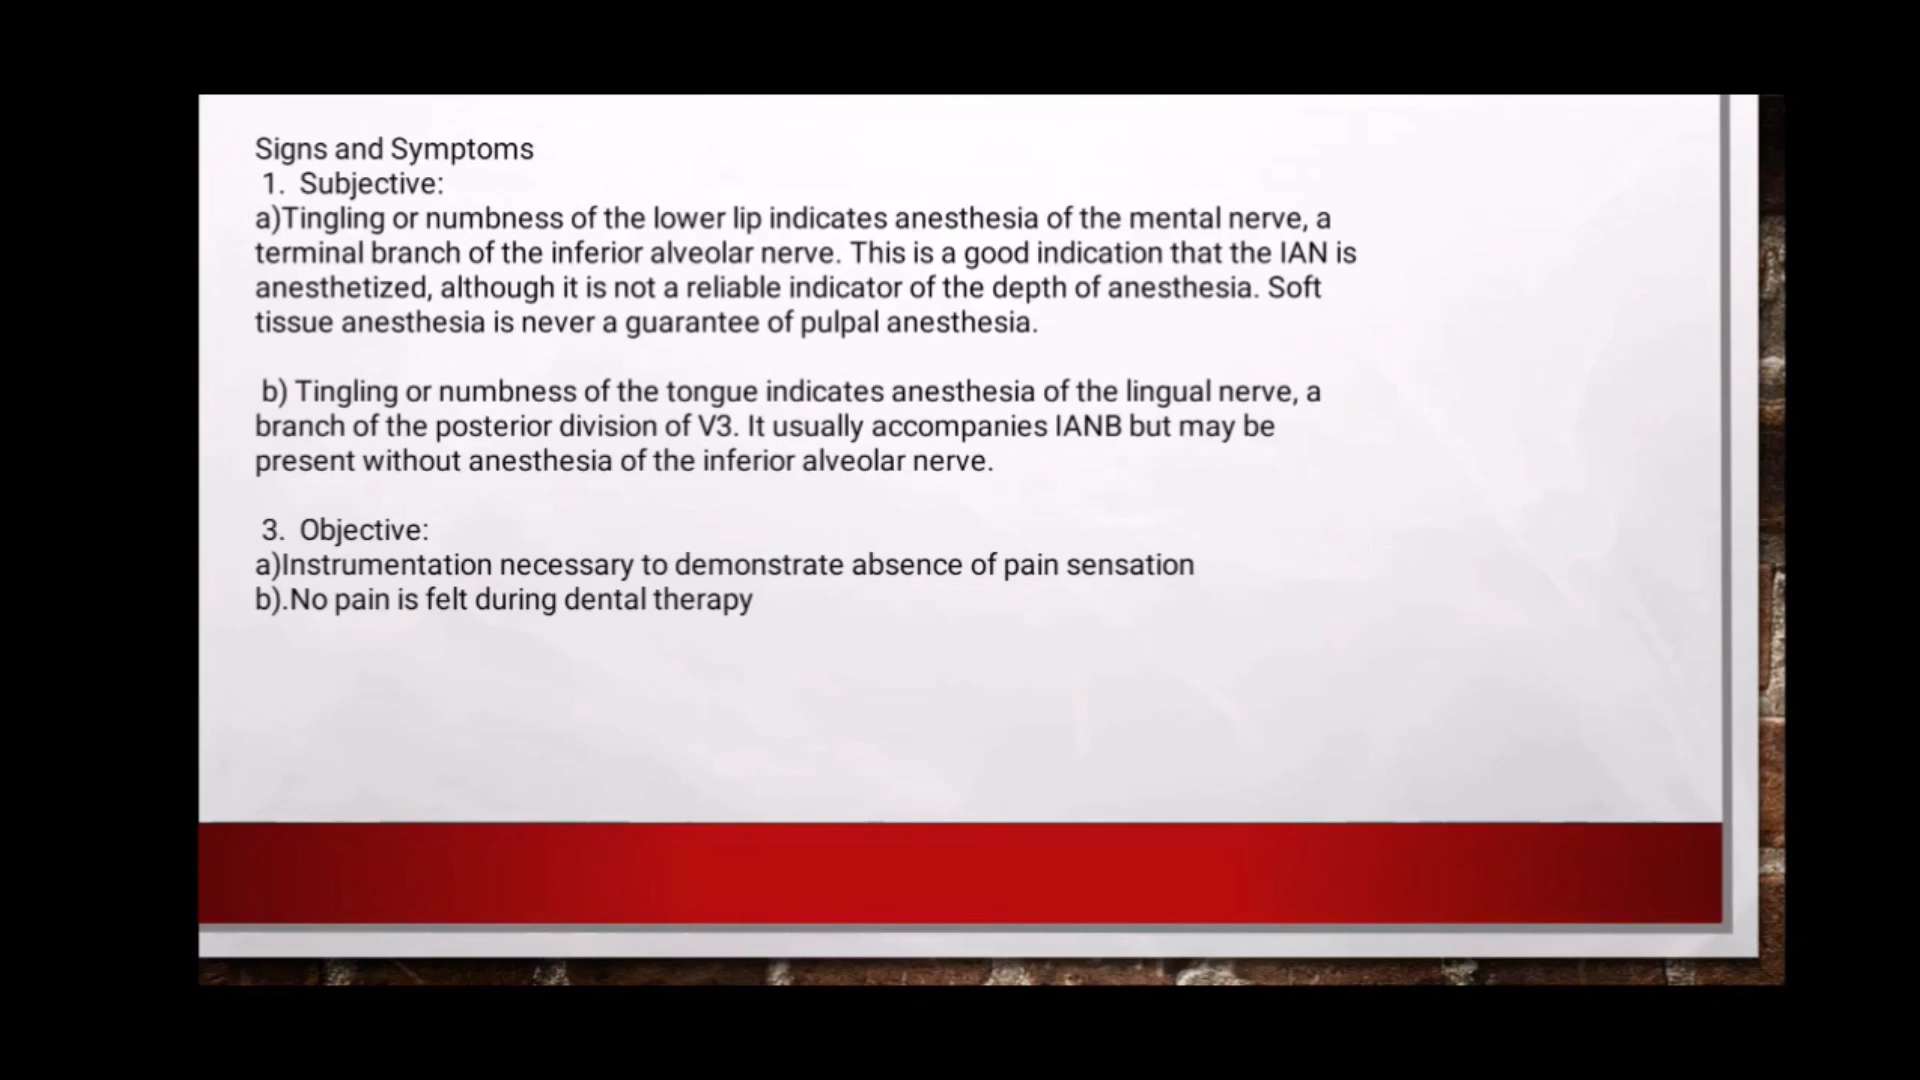 Signs and Symptoms
1. Subjective:
a)Tingling or numbness of the lower lip indicates anesthesia of the mental nerve, a
terminal branch of the inferior alveolar nerve. This is a good indication that the IAN is
anesthetized, although it is not a reliable indicator of the depth of anesthesia. Soft
tissue anesthesia is never a guarantee of pulpal anesthesia.
b) Tingling or numbness of the tongue indicates anesthesia of the lingual nerve, a
branch of the posterior division of V3. It usually accompanies IANB but may be
present without anesthesia of the inferior alveolar nerve.
3. Objective:
a)Instrumentation necessary to demonstrate absence of pain sensation
b).No pain is felt during dental therapy